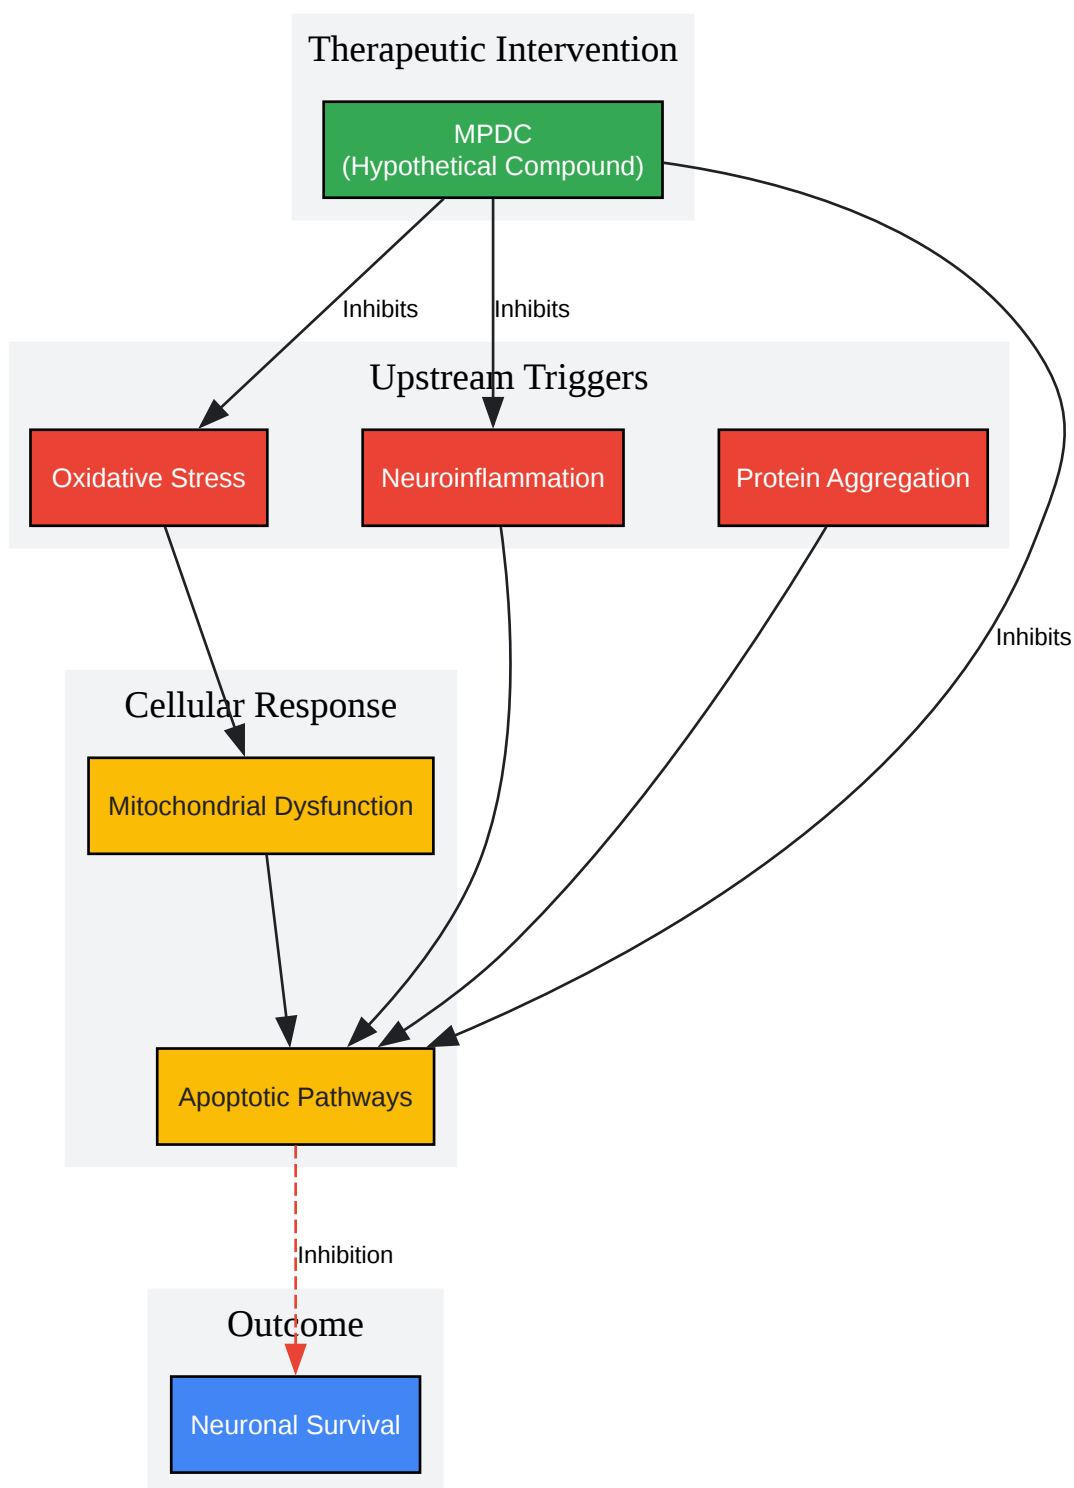 Therapeutic Intervention
MPDC
(Hypothetical Compound)
Inhibits
Inhibits
Upstream Triggers
Oxidative Stress
Neuroinflammation
Protein Aggregation
Inhibits
Cellular Response
Mitochondrial Dysfunction
Apoptotic Pathways
Inhibition
Outcome
Neuronal Survival